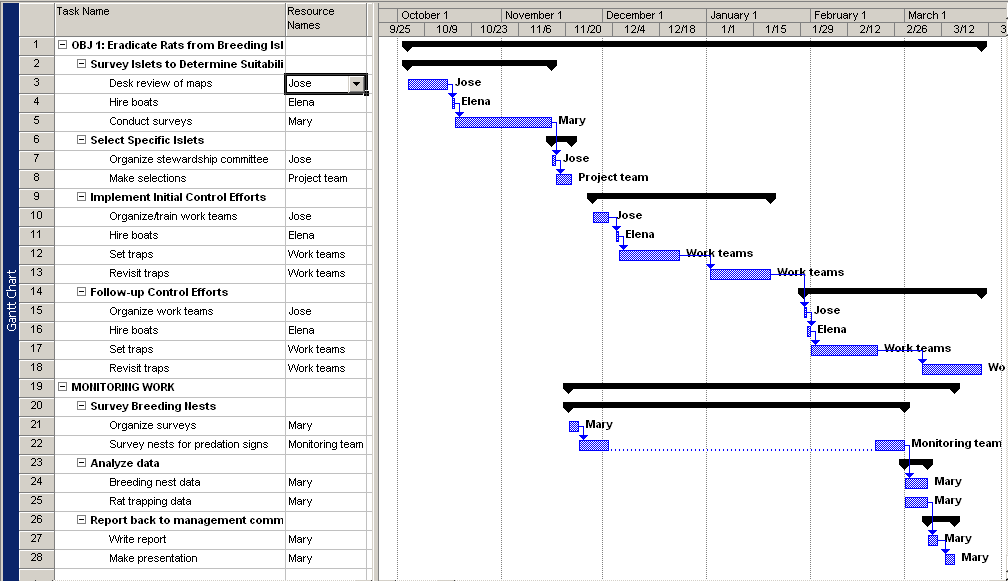 Task Name
Resource Names
October 1 November 1 December 1 January 1 February 1 March 1
9/25 10/9 10/23 11/6 11/20 12/4 12/18 1/1 1/15 1/29 2/12 2/26 3/12 3
Gantt Chart
1 OBJ 1: Eradicate Rats from Breeding Isl
2 Survey Islets to Determine Suitabili
3 Desk review of maps Jose Jose
4 Hire boats Elena Elena
5 Conduct surveys Mary Mary
6 Select Specific Islets
7 Organize stewardship committee Jose Jose
8 Make selections Project team Project team
9 Implement Initial Control Efforts
10 Organize/train work teams Jose Jose
11 Hire boats Elena Elena
12 Set traps Work teams Work teams
13 Revisit traps Work teams Work teams
14 Follow-up Control Efforts
15 Organize work teams Jose Jose
16 Hire boats Elena Elena
17 Set traps Work teams Work teams
18 Revisit traps Work teams Wo
19 MONITORING WORK
20 Survey Breeding Nests
21 Organize surveys Mary Mary
22 Survey nests for predation signs Monitoring team Monitoring team
23 Analyze data
24 Breeding nest data Mary Mary
25 Rat trapping data Mary Mary
26 Report back to management comm
27 Write report Mary Mary
28 Make presentation Mary Mary